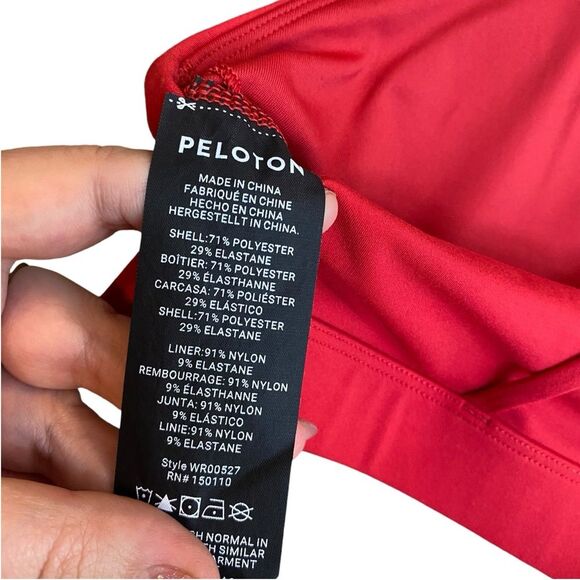 PELOTON
MADE IN CHINA
FABRIQUÉ EN CHINE
HECHO EN CHINA
HERGESTELLT IN CHINA.
SHELL:71% POLYESTER
29% ELASTANE
BOÎTIER: 71% POLYESTER
29% ÉLASTHANNE
CARCASA: 71% POLIÉSTER
29% ELÁSTICO
SHELL:71% POLYESTER
29% ELASTANE
LINER:91% NYLON
9% ELASTANE
REMBOURRAGE: 91% NYLON
9% ÉLASTHANNE
JUNTA: 91% NYLON
9% ELÁSTICO
LINIE:91% NYLON
9% ELASTANE
Style WR00527
RN# 150110
NORMAL IN
SIMILAR